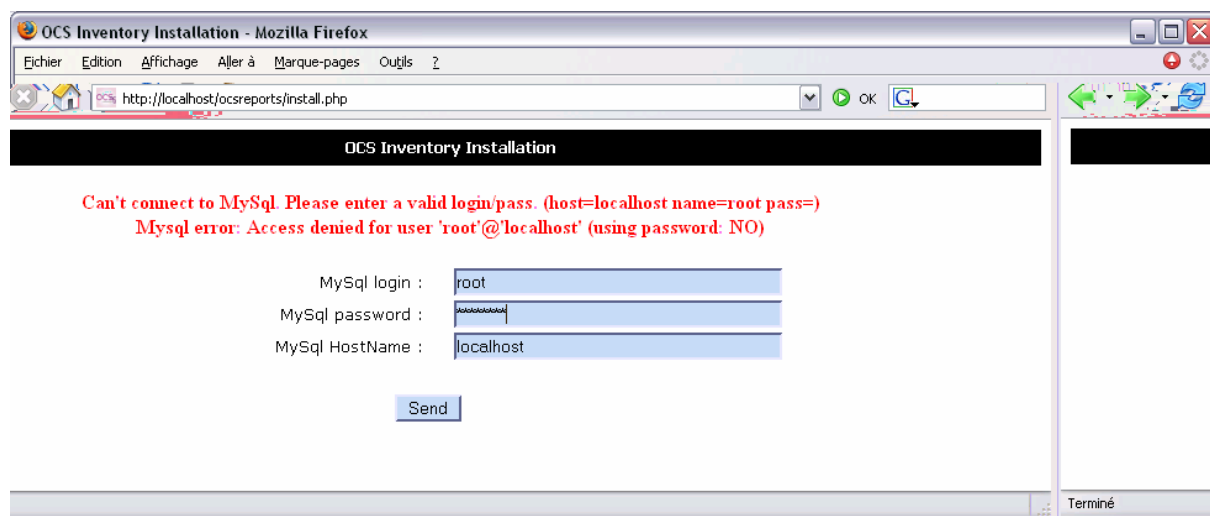 OCS Inventory Installation - Mozilla Firefox
Fichier Edition Affichage Aller à Marque-pages Outils ?
OCS http://localhost/ocsreports/install.php OK G
OCS Inventory Installation
Can't connect to MySql. Please enter a valid login/pass. (host=localhost name=root pass=)
Mysql error: Access denied for user 'root'@'localhost' (using password: NO)
MySql login : root
MySql password : *********
MySql HostName : localhost
Send
Terminé